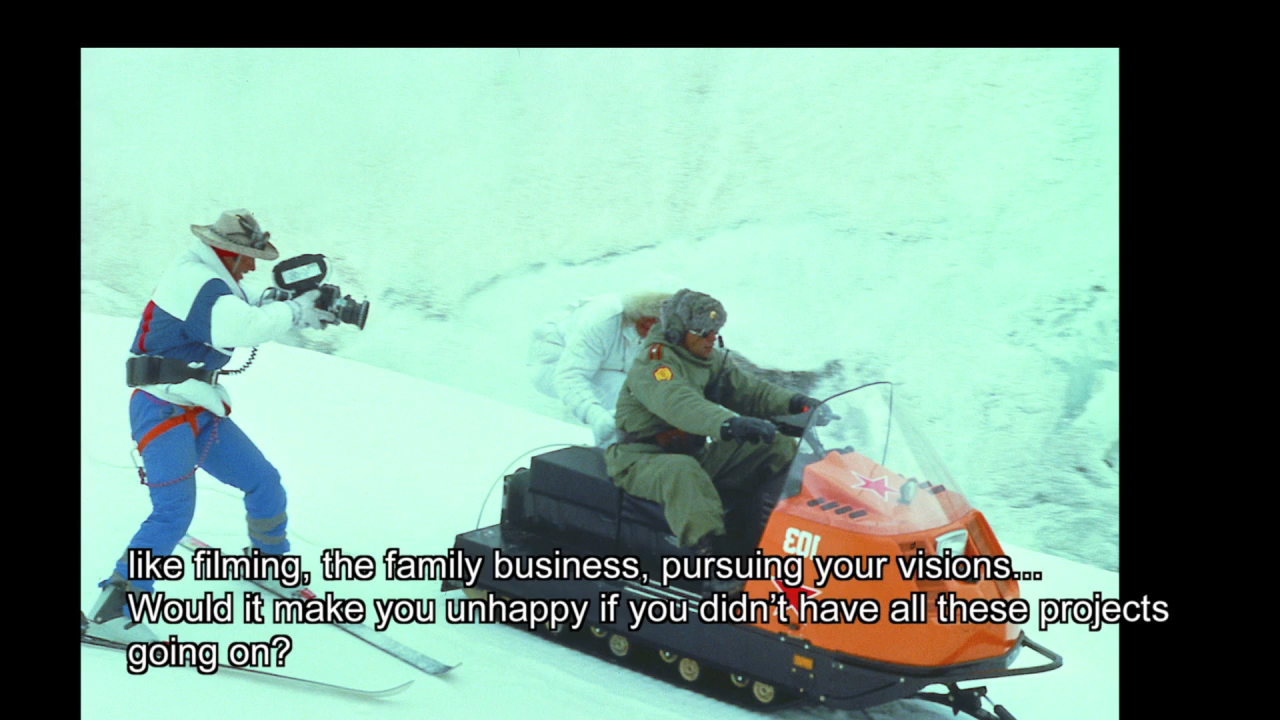 103
like filming, the family business, pursuing your visions...
Would it make you unhappy if you didn't have all these projects
going on?